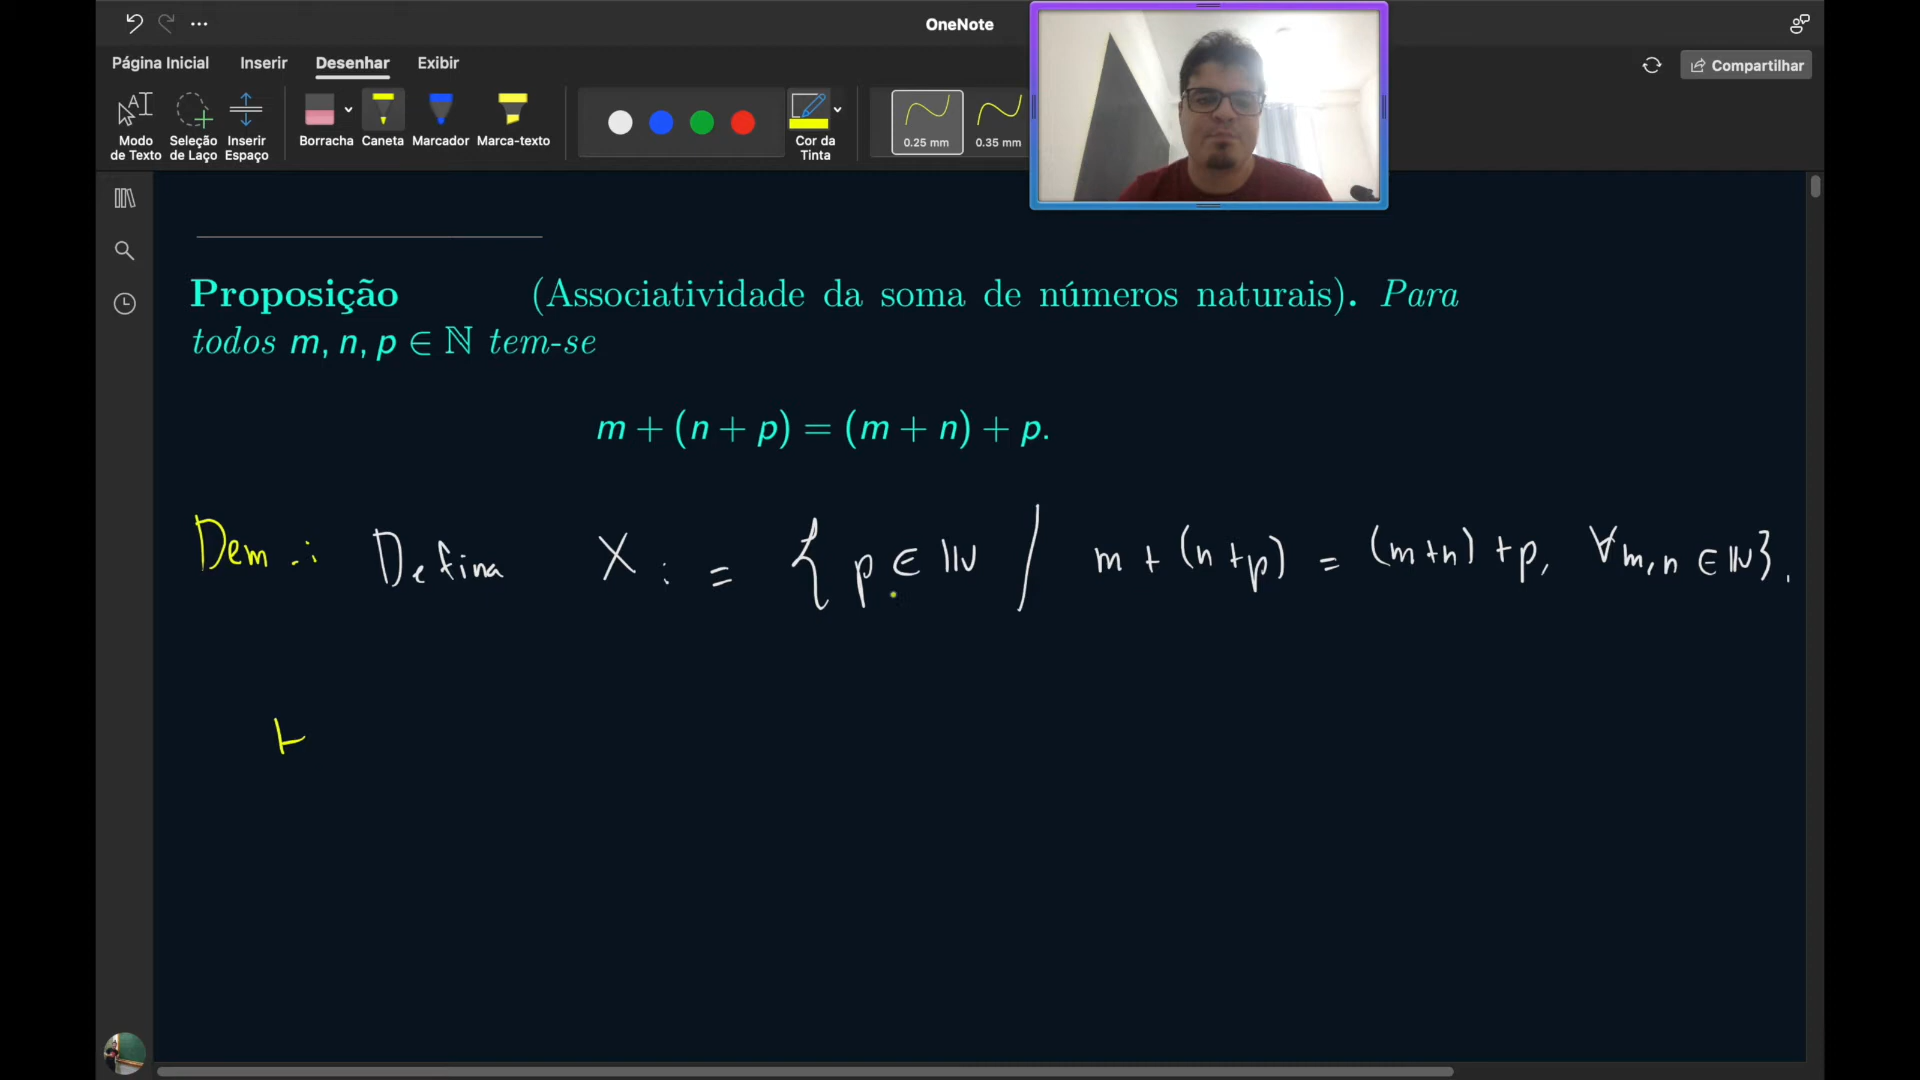 OneNote
Página Inicial Inserir Desenhar Exibir
Compartilhar
Modo de Texto Seleção de Laço Inserir Espaço Borracha Caneta Marcador Marca-texto Cor da Tinta 0.25 mm 0.35 mm
Proposição (Associatividade da soma de números naturais). Para
todos m, n, p ∈ ℕ tem-se
m + (n + p) = (m + n) + p.
Dem .: Defina X := { p ∈ ℕ / m + (n+p) = (m+n) + p, ∀ m, n ∈ ℕ}.